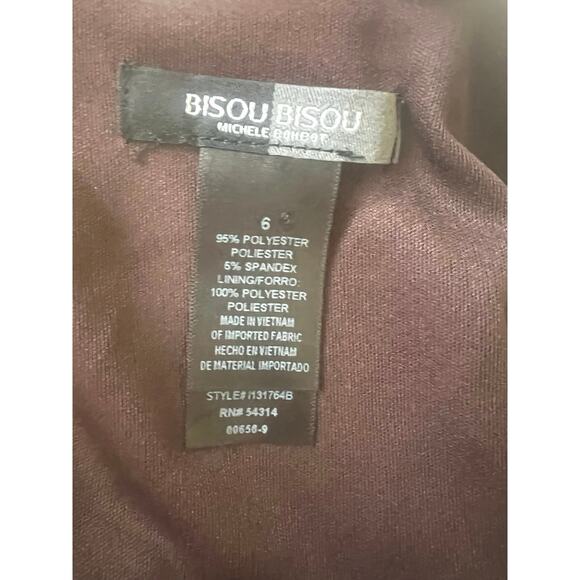 BISOU BISOU
MICHELE BOHBOT
6
95% POLYESTER
POLIESTER
5% SPANDEX
LINING/FORRO:
100% POLYESTER
POLIESTER
MADE IN VIETNAM
OF IMPORTED FABRIC
HECHO EN VIETNAM
DE MATERIAL IMPORTADO
STYLE# I131764B
RN# 54314
00658-9